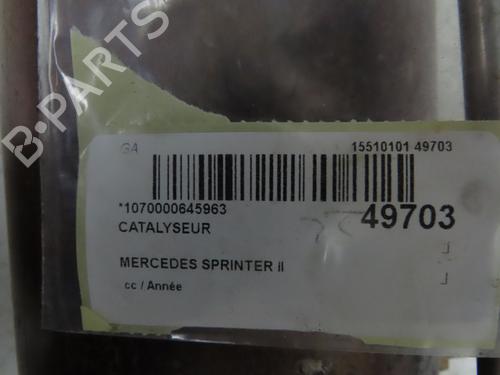 B-PARTS
GA
15510101 49703
*1070000645963
49703
CATALYSEUR
MERCEDES SPRINTER II
cc / Année